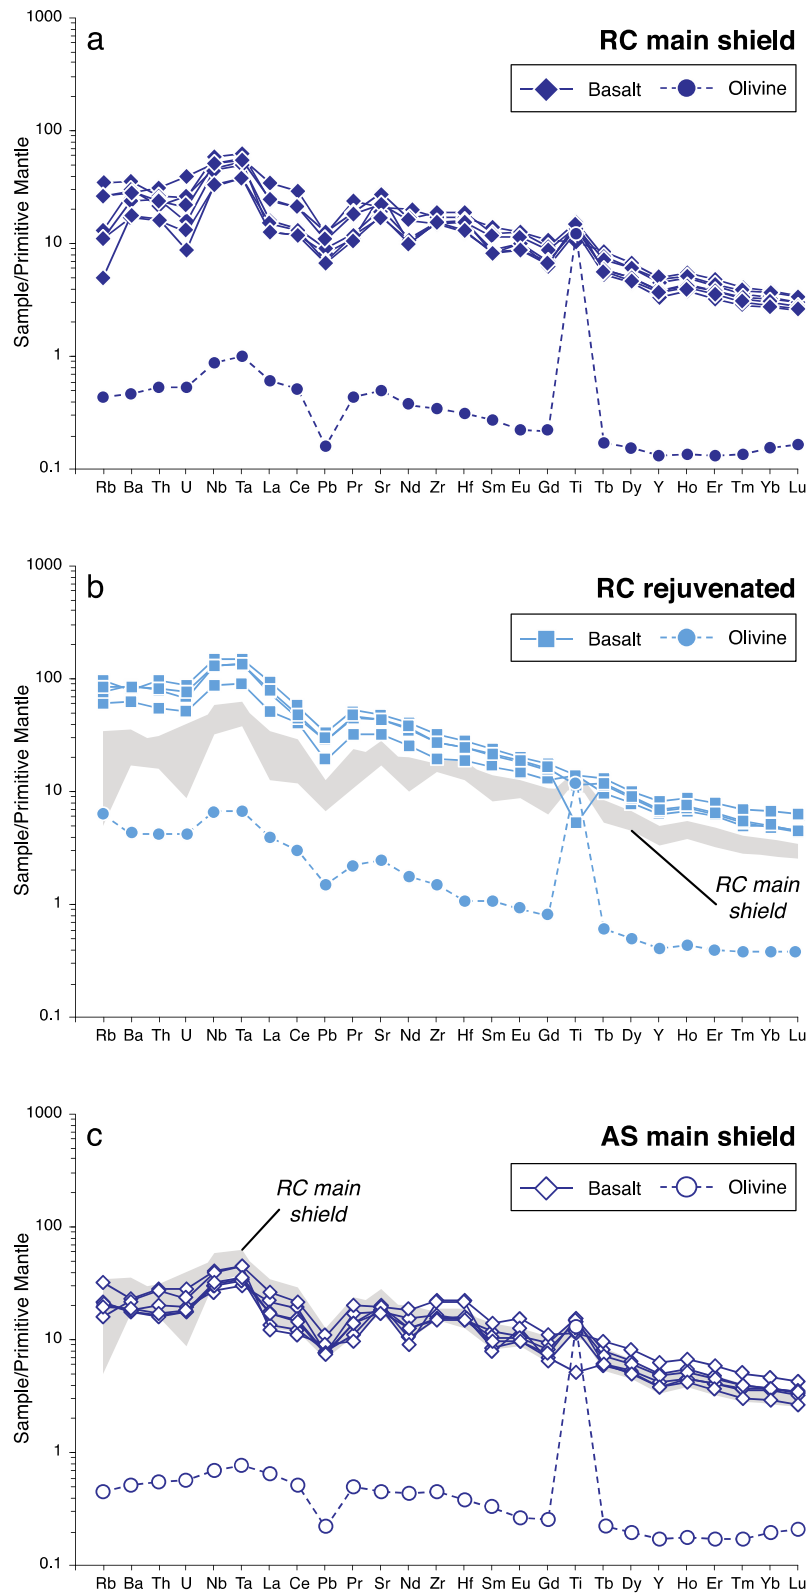 a
RC main shield
Basalt Olivine
1000
100
10
1
0.1
Sample/Primitive Mantle
Rb Ba Th U Nb Ta La Ce Pb Pr Sr Nd Zr Hf Sm Eu Gd Ti Tb Dy Y Ho Er Tm Yb Lu
b
RC rejuvenated
Basalt Olivine
1000
100
10
1
0.1
Sample/Primitive Mantle
RC main
shield
Rb Ba Th U Nb Ta La Ce Pb Pr Sr Nd Zr Hf Sm Eu Gd Ti Tb Dy Y Ho Er Tm Yb Lu
c
AS main shield
Basalt Olivine
RC main
shield
1000
100
10
1
0.1
Sample/Primitive Mantle
Rb Ba Th U Nb Ta La Ce Pb Pr Sr Nd Zr Hf Sm Eu Gd Ti Tb Dy Y Ho Er Tm Yb Lu